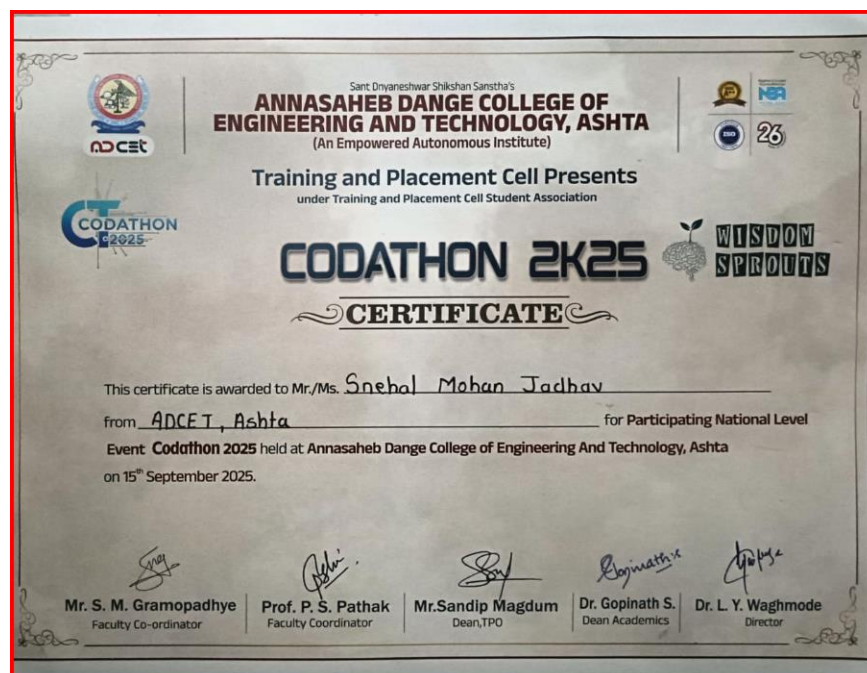 Sant Dnyaneshwar Shikshan Sanstha's
ANNASAHEB DANGE COLLEGE OF
ENGINEERING AND TECHNOLOGY, ASHTA
(An Empowered Autonomous Institute)
ADCET
NBA
ISO
26
Training and Placement Cell Presents
under Training and Placement Cell Student Association
CODATHON
2025
CODATHON 2K25
WISDOM
SPROUTS
CERTIFICATE
This certificate is awarded to Mr./Ms. Snehal Mohan Jadhav
from ADCET, Ashta for Participating National Level
Event Codathon 2025 held at Annasaheb Dange College of Engineering And Technology, Ashta
on 15th September 2025.
Mr. S. M. Gramopadhye
Faculty Co-ordinator
Prof. P. S. Pathak
Faculty Coordinator
Mr.Sandip Magdum
Dean,TPO
Dr. Gopinath S.
Dean Academics
Dr. L. Y. Waghmode
Director